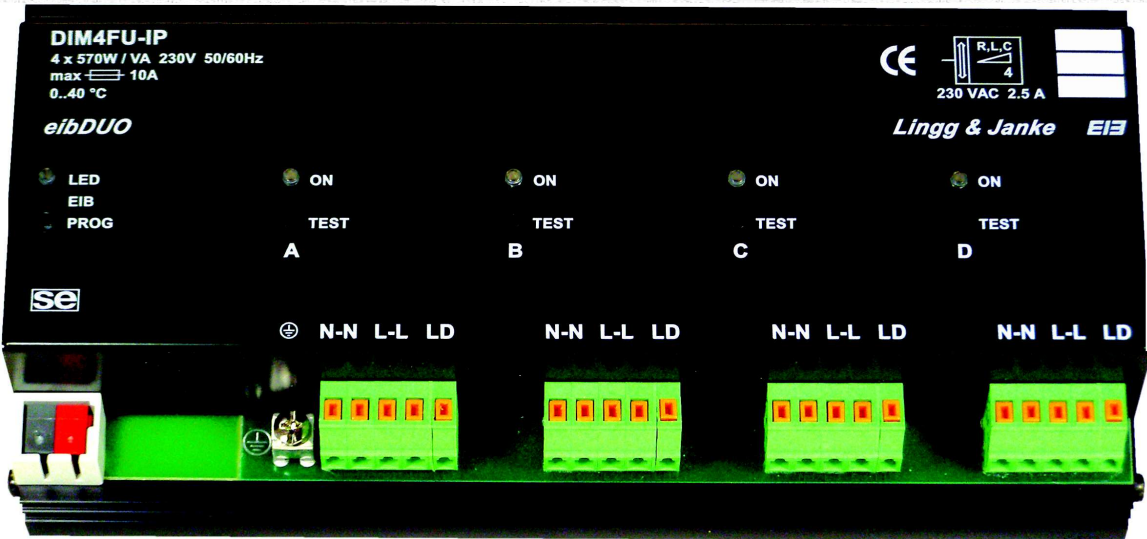 DIM4FU-IP
4 x 570W / VA 230V 50/60Hz
max 10A
0..40 °C
eibDUO
CE
R,L,C
4
230 VAC 2.5 A
Lingg & Janke EIB
LED
EIB
PROG
ON
TEST
A
ON
TEST
B
ON
TEST
C
ON
TEST
D
se
N-N L-L LD
N-N L-L LD
N-N L-L LD
N-N L-L LD